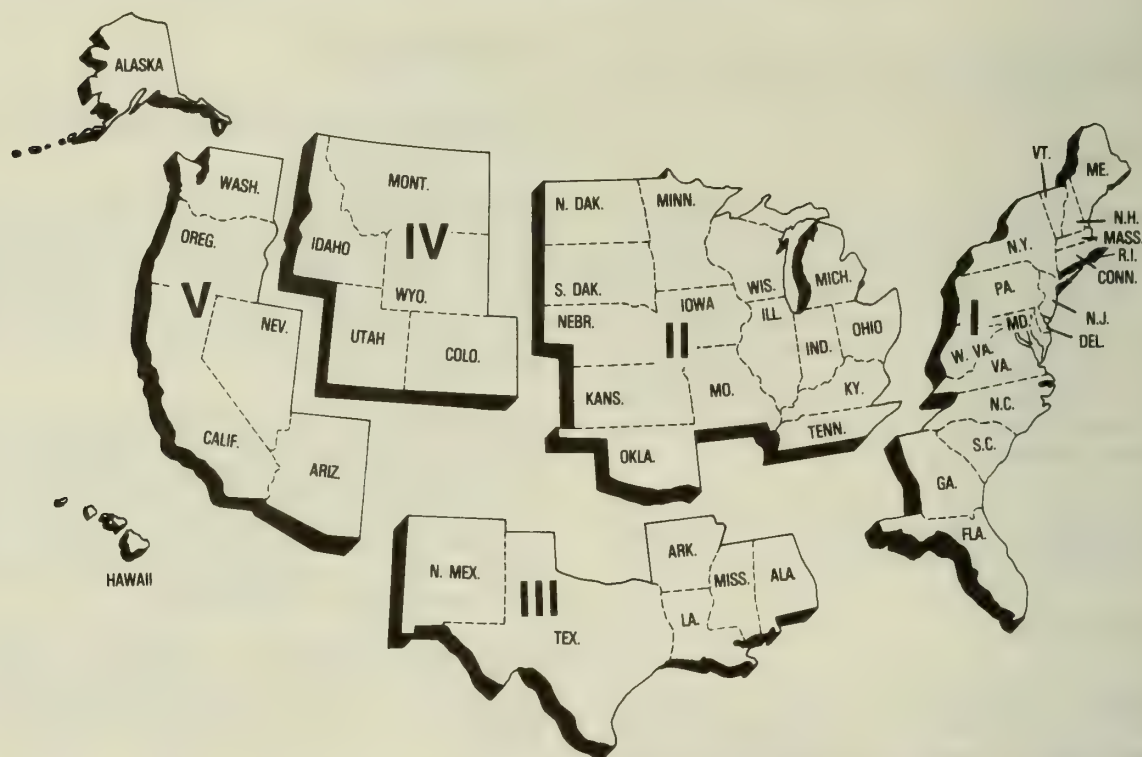 ALASKA
WASH.
OREG.
V
NEV.
CALIF.
ARIZ.
HAWAII
MONT.
IV
IDAHO
WYO.
UTAH
COLO.
N. DAK.
MINN.
S. DAK.
WIS.
MICH.
NEBR.
IOWA
ILL.
II
IND.
OHIO
KANS.
MO.
KY.
TENN.
OKLA.
N. MEX.
III
TEX.
ARK.
MISS.
ALA.
LA.
VT.
ME.
N.H.
MASS.
R.I.
CONN.
N.Y.
PA.
I
N.J.
MD.
DEL.
W. VA.
VA.
N.C.
S.C.
GA.
FLA.